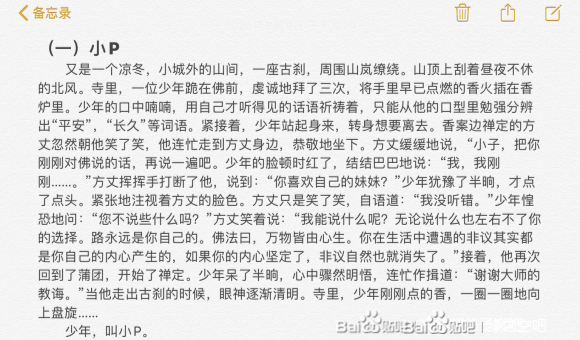 备忘录
（一）小P
又是一个凉冬，小城外的山间，一座古刹，周围山岚缭绕。山顶上刮着昼夜不休
的北风。寺里，一位少年跪在佛前，虔诚地拜了三次，将手里早已点燃的香火插在香
炉里。少年的口中喃喃，用自己才听得见的话语祈祷着，只能从他的口型里勉强分辨
出“平安”，“长久”等词语。紧接着，少年站起身来，转身想要离去。香案边禅定的方
丈忽然朝他笑了笑，他连忙走到方丈身边，恭敬地坐下。方丈缓缓地说，“小子，把你
刚刚对佛说的话，再说一遍吧。少年的脸顿时红了，结结巴巴地说：“我，我刚
刚……。”方丈挥挥手打断了他，说到：“你喜欢自己的妹妹？”少年犹豫了半晌，才点
了点头。紧张地注视着方丈的脸色。方丈只是笑了笑，自语道：“我没听错。”少年惶
恐地问：“您不说些什么吗？”方丈笑着说：“我能说什么呢？无论说什么也左右不了你
的选择。路永远是你自己的。佛法曰，万物皆由心生。你在生活中遭遇的非议其实都
是你自己的内心产生的，如果你的内心坚定了，非议自然也就消失了。”接着，他再次
回到了蒲团，开始了禅定。少年呆了半晌，心中骤然明悟，连忙作揖道：“谢谢大师的
教诲。”当他走出古刹的时候，眼神逐渐清明。寺里，少年刚刚点的香，一圈一圈地向
上盘旋……
少年，叫小P。
Bai贴吧 Bai贴吧